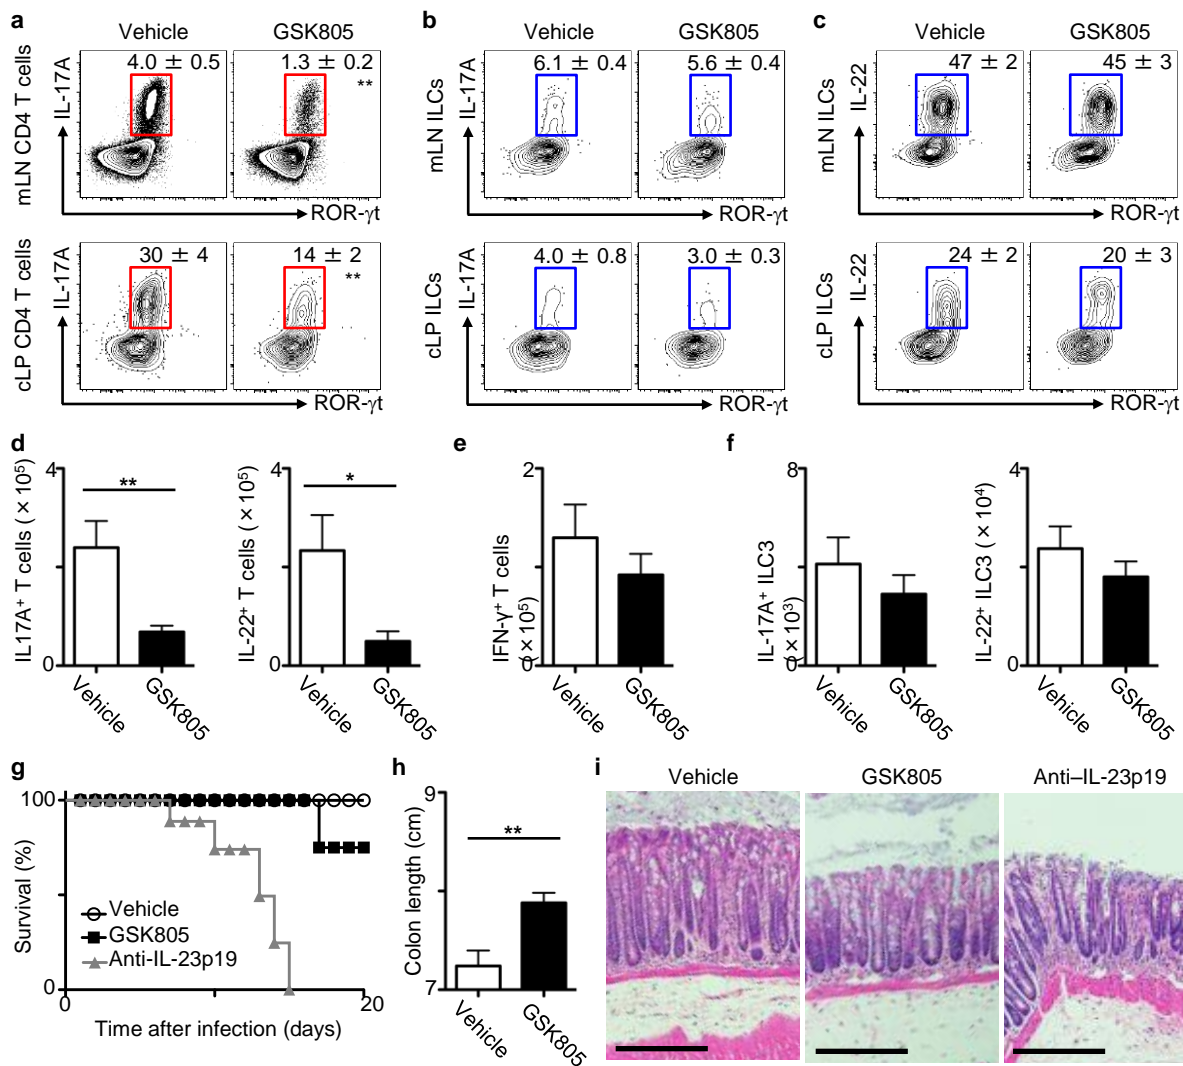 a
Vehicle
GSK805
mLN CD4 T cells
IL-17A
4.0 ± 0.5
1.3 ± 0.2
**
ROR-γt
cLP CD4 T cells
IL-17A
30 ± 4
14 ± 2
**
ROR-γt
b
Vehicle
GSK805
mLN ILCs
IL-17A
6.1 ± 0.4
5.6 ± 0.4
ROR-γt
cLP ILCs
IL-17A
4.0 ± 0.8
3.0 ± 0.3
ROR-γt
c
Vehicle
GSK805
mLN ILCs
IL-22
47 ± 2
45 ± 3
ROR-γt
cLP ILCs
IL-22
24 ± 2
20 ± 3
ROR-γt
d
IL17A⁺ T cells (×10⁵)
4
0
**
Vehicle
GSK805
IL-22⁺ T cells (×10⁵)
4
0
*
Vehicle
GSK805
e
IFN-γ⁺ T cells
(×10⁵)
2
0
Vehicle
GSK805
f
IL-17A⁺ ILC3
(×10³)
8
0
Vehicle
GSK805
IL-22⁺ ILC3 (×10⁴)
4
0
Vehicle
GSK805
g
Survival (%)
100
0
Vehicle
GSK805
Anti-IL-23p19
0
20
Time after infection (days)
h
Colon length (cm)
9
7
**
Vehicle
GSK805
i
Vehicle
GSK805
Anti–IL-23p19